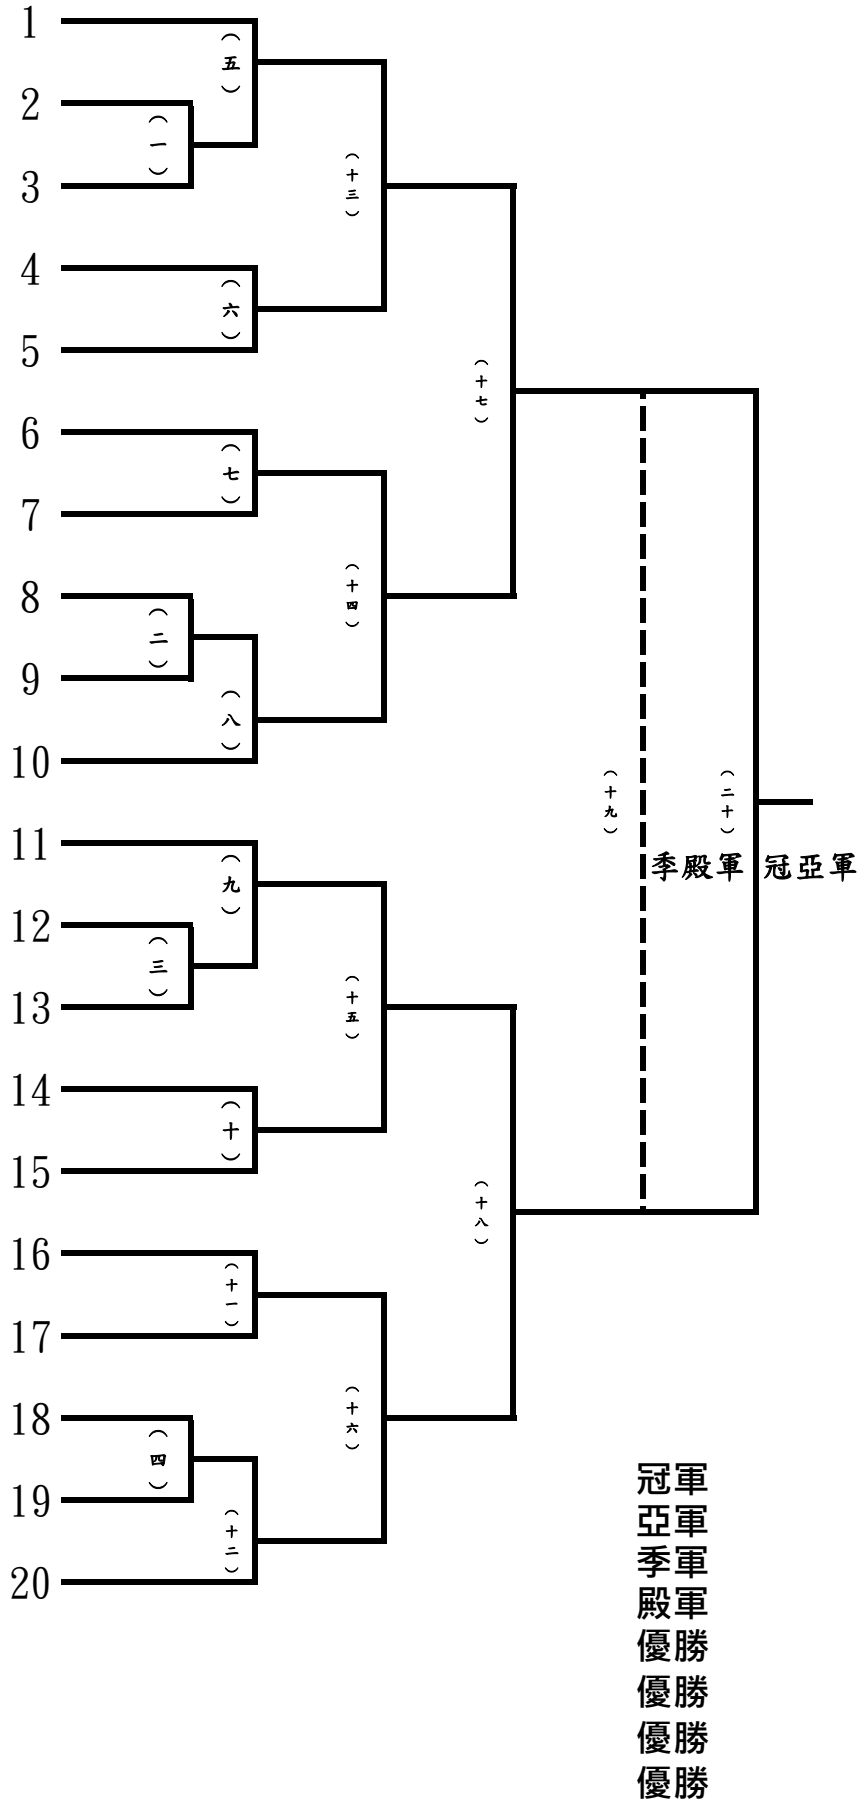 1
（五）
2
（一）
3
（十三）
4
（六）
5
（十七）
6
（七）
7
（十四）
8
（二）
9
（八）
10
（十九）
（二十）
季殿軍
冠亞軍
11
（九）
12
（三）
13
（十五）
14
（十）
15
（十八）
16
（十一）
17
（十六）
18
（四）
19
（十二）
20
冠軍
亞軍
季軍
殿軍
優勝
優勝
優勝
優勝